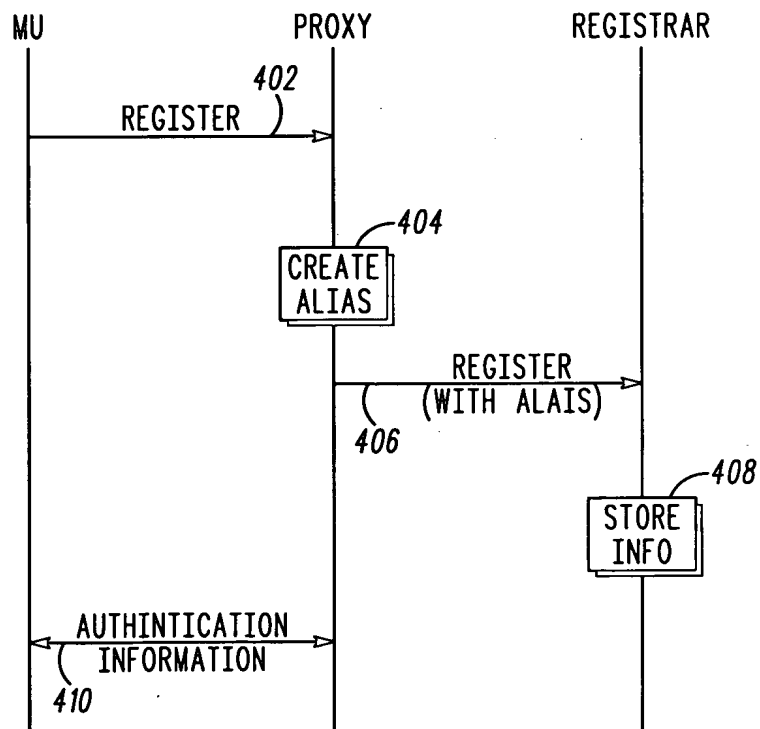 MU PROXY REGISTRAR
402
REGISTER
404
CREATE
ALIAS
REGISTER
(WITH ALAIS)
406
408
STORE
INFO
AUTHINTICATION
INFORMATION
410